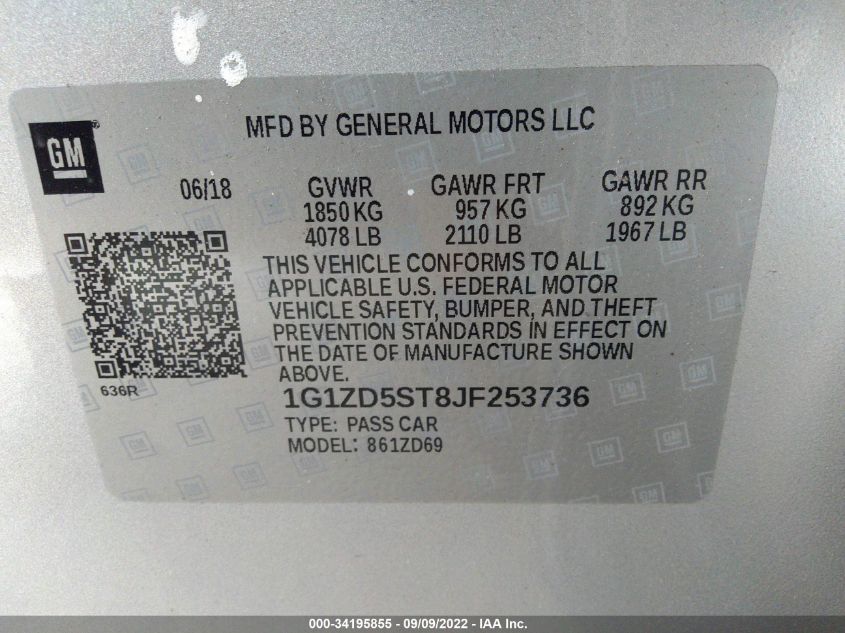 MFD BY GENERAL MOTORS LLC
GM
06/18
GVWR
1850 KG
4078 LB
GAWR FRT
957 KG
2110 LB
GAWR RR
892 KG
1967 LB
THIS VEHICLE CONFORMS TO ALL
APPLICABLE U.S. FEDERAL MOTOR
VEHICLE SAFETY, BUMPER, AND THEFT
PREVENTION STANDARDS IN EFFECT ON
THE DATE OF MANUFACTURE SHOWN
ABOVE.
636R
1G1ZD5ST8JF253736
TYPE: PASS CAR
MODEL: 861ZD69
000-34195855 - 09/09/2022 - IAA Inc.